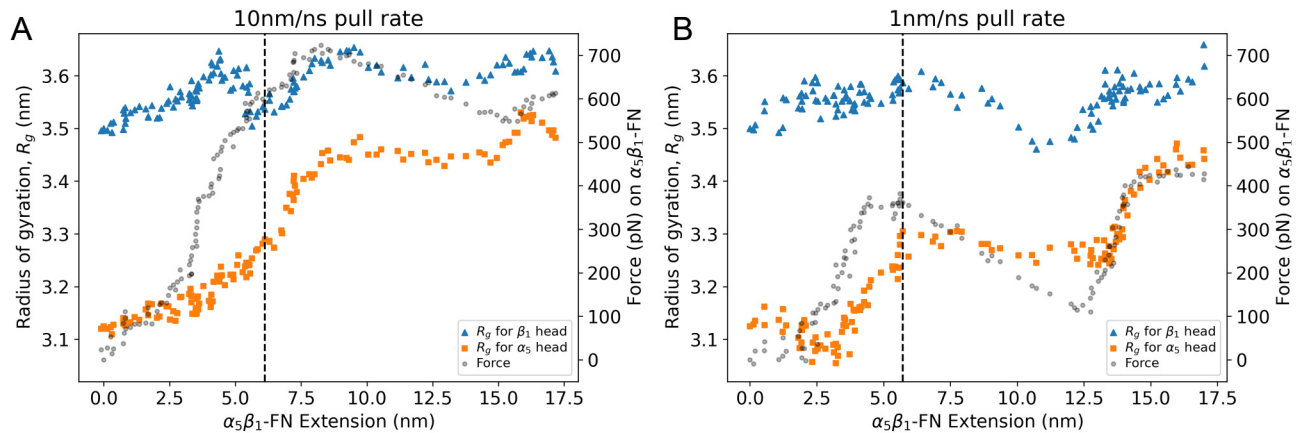 A
10nm/ns pull rate
Radius of gyration, R_g (nm)
3.6
3.5
3.4
3.3
3.2
3.1
700
600
500
400
300
200
100
0
Force (pN) on α₅β₁-FN
R_g for β₁ head
R_g for α₅ head
Force
0.0 2.5 5.0 7.5 10.0 12.5 15.0 17.5
α₅β₁-FN Extension (nm)
B
1nm/ns pull rate
Radius of gyration, R_g (nm)
3.6
3.5
3.4
3.3
3.2
3.1
700
600
500
400
300
200
100
0
Force (pN) on α₅β₁-FN
R_g for β₁ head
R_g for α₅ head
Force
0.0 2.5 5.0 7.5 10.0 12.5 15.0 17.5
α₅β₁-FN Extension (nm)